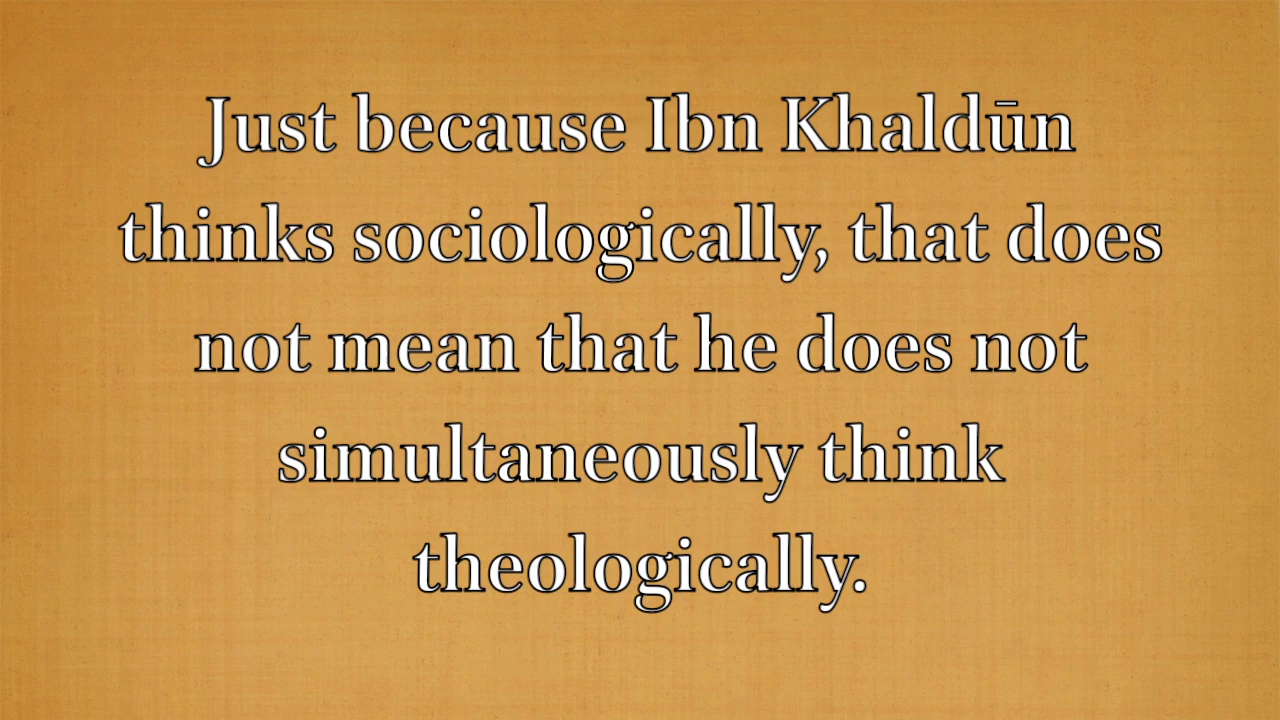 Just because Ibn Khaldūn
thinks sociologically, that does
not mean that he does not
simultaneously think
theologically.